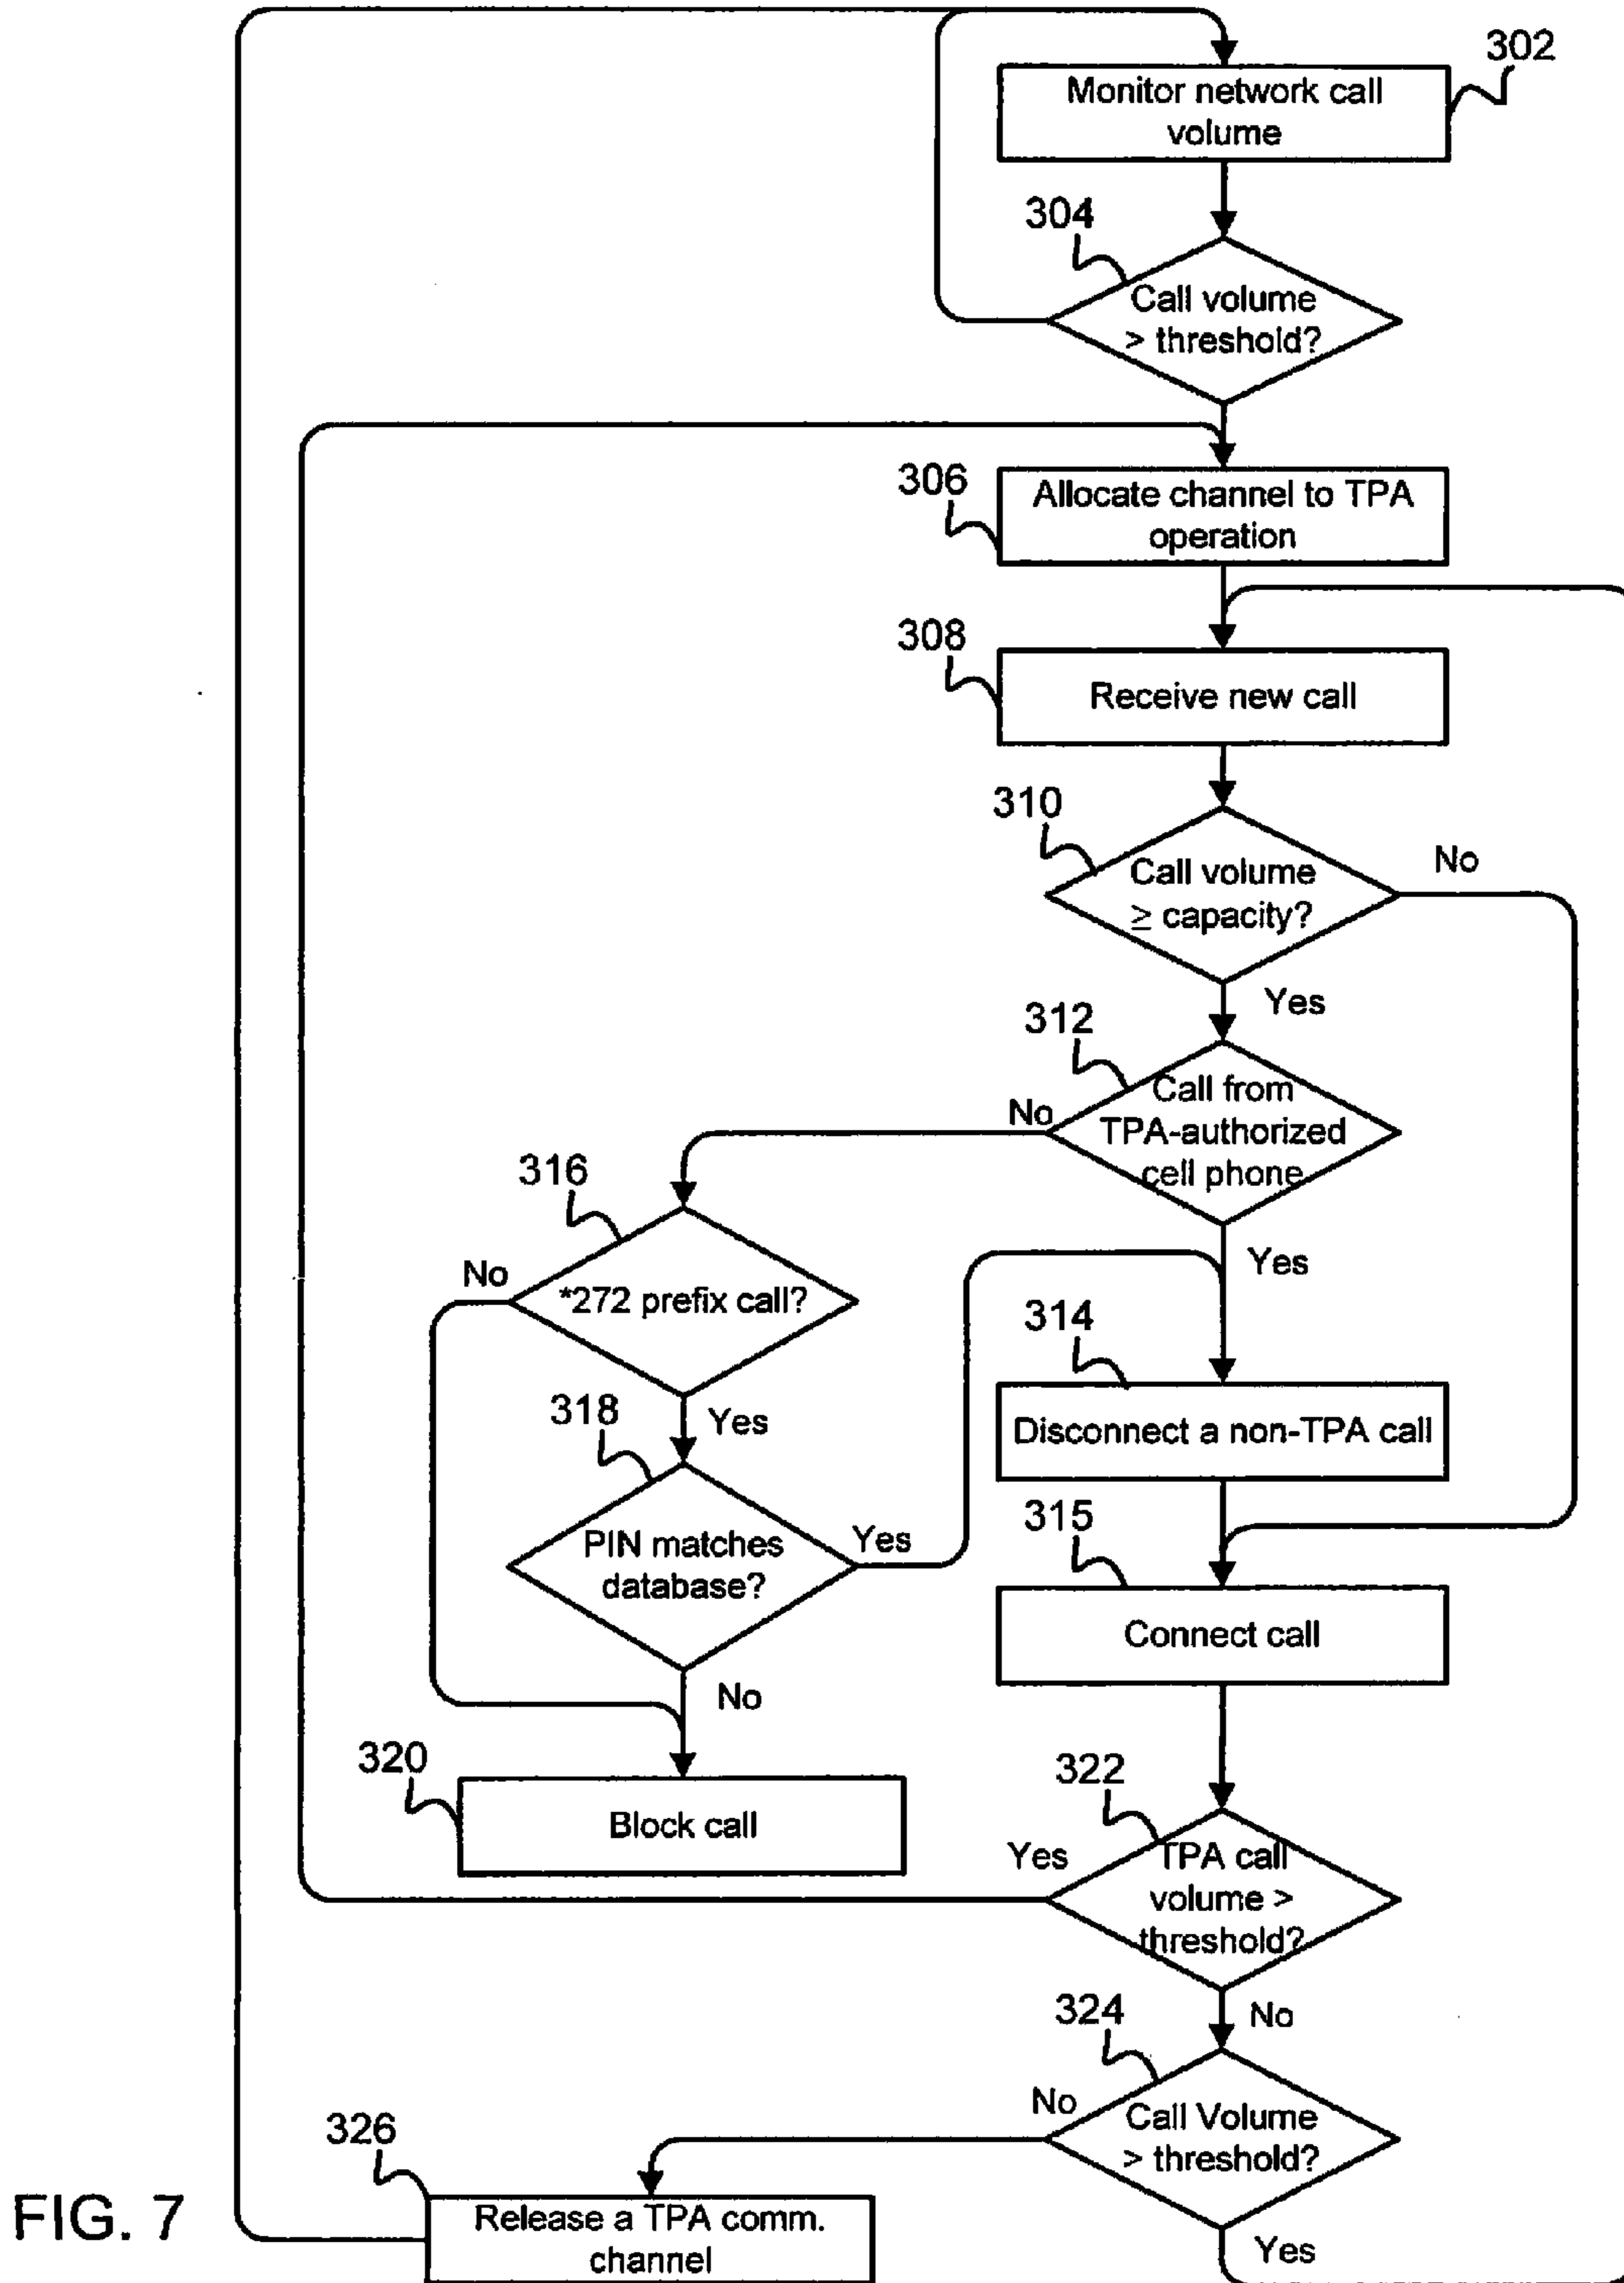 302
Monitor network call
volume
304
Call volume
> threshold?
306
Allocate channel to TPA
operation
308
Receive new call
310
Call volume
≥ capacity?
No
Yes
312
Call from
TPA-authorized
cell phone
No
Yes
316
*272 prefix call?
No
Yes
314
Disconnect a non-TPA call
318
PIN matches
database?
Yes
No
315
Connect call
320
Block call
322
TPA call
volume >
threshold?
Yes
No
324
Call Volume
> threshold?
No
Yes
326
Release a TPA comm.
channel
FIG. 7